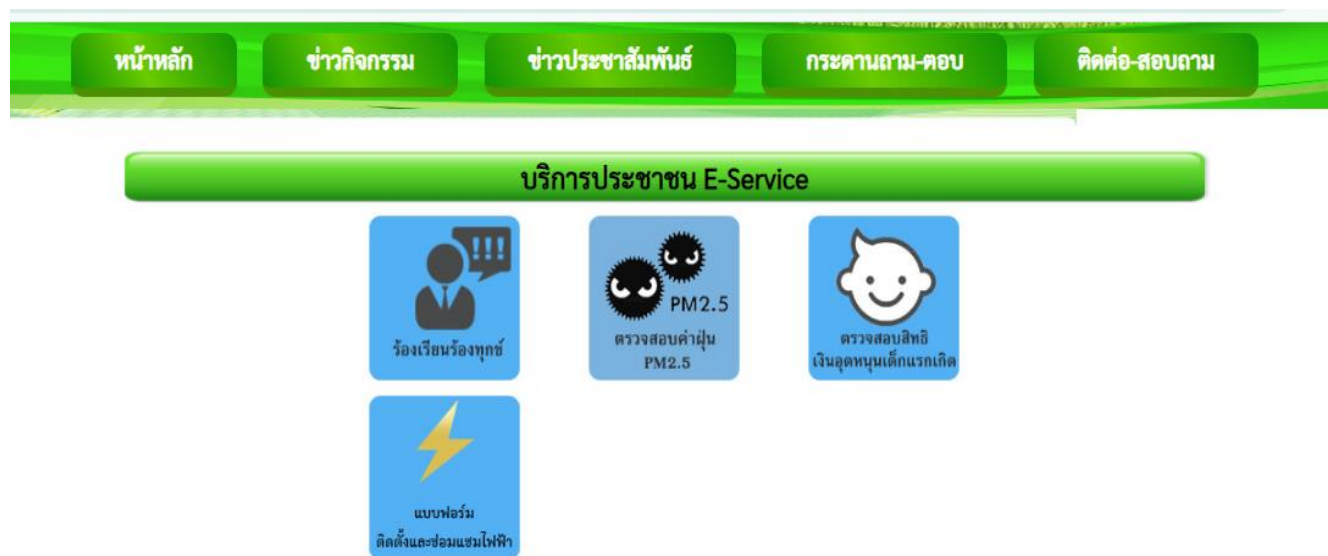 หน้าหลัก
ข่าวกิจกรรม
ข่าวประชาสัมพันธ์
กระดานถาม-ตอบ
ติดต่อ-สอบถาม
บริการประชาชน E-Service
!!!
ร้องเรียนร้องทุกข์
PM2.5
ตรวจสอบค่าฝุ่น
PM2.5
ตรวจสอบสิทธิ
เงินอุดหนุนเด็กแรกเกิด
แบบฟอร์ม
ติดตั้งและซ่อมแซมไฟฟ้า